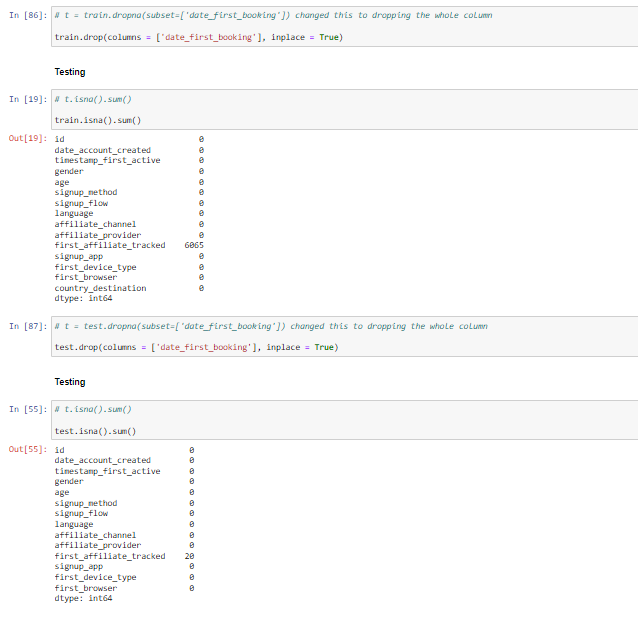 In [86]: # t = train.dropna(subset=['date_first_booking']) changed this to dropping the whole column
train.drop(columns = ['date_first_booking'], inplace = True)
Testing
In [19]: # t.isna().sum()
train.isna().sum()
Out[19]: id 0
date_account_created 0
timestamp_first_active 0
gender 0
age 0
signup_method 0
signup_flow 0
language 0
affiliate_channel 0
affiliate_provider 0
first_affiliate_tracked 6065
signup_app 0
first_device_type 0
first_browser 0
country_destination 0
dtype: int64
In [87]: # t = test.dropna(subset=['date_first_booking']) changed this to dropping the whole column
test.drop(columns = ['date_first_booking'], inplace = True)
Testing
In [55]: # t.isna().sum()
test.isna().sum()
Out[55]: id 0
date_account_created 0
timestamp_first_active 0
gender 0
age 0
signup_method 0
signup_flow 0
language 0
affiliate_channel 0
affiliate_provider 0
first_affiliate_tracked 20
signup_app 0
first_device_type 0
first_browser 0
dtype: int64